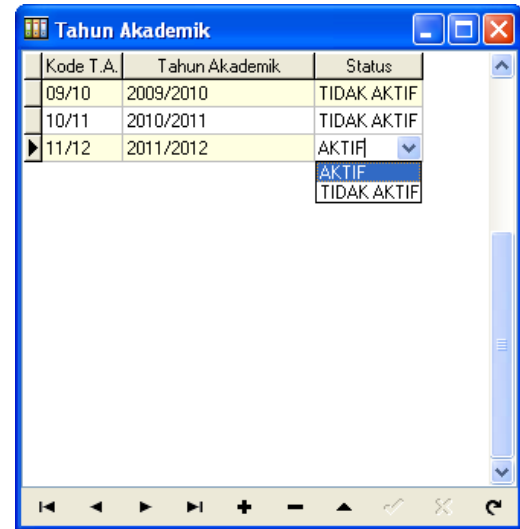 Tahun Akademik
Kode T.A. Tahun Akademik Status
09/10 2009/2010 TIDAK AKTIF
10/11 2010/2011 TIDAK AKTIF
11/12 2011/2012 AKTIF
AKTIF
TIDAK AKTIF